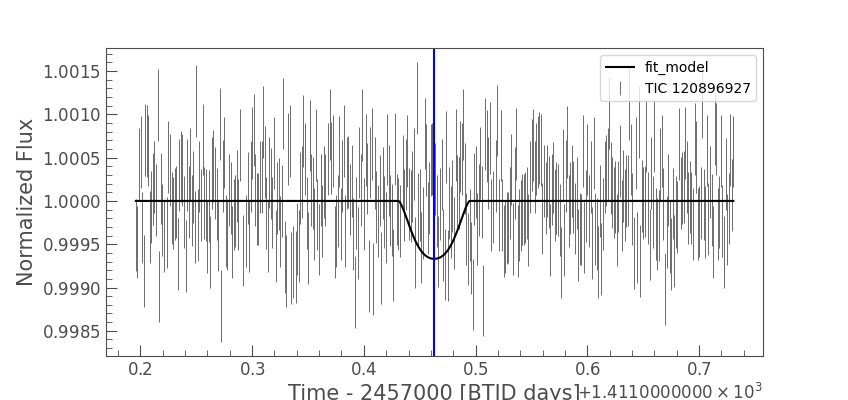 fit_model
TIC 120896927
Normalized Flux
1.0015
1.0010
1.0005
1.0000
0.9995
0.9990
0.9985
0.2 0.3 0.4 0.5 0.6 0.7
Time - 2457000 [BTJD days]
+1.4110000000 × 10³